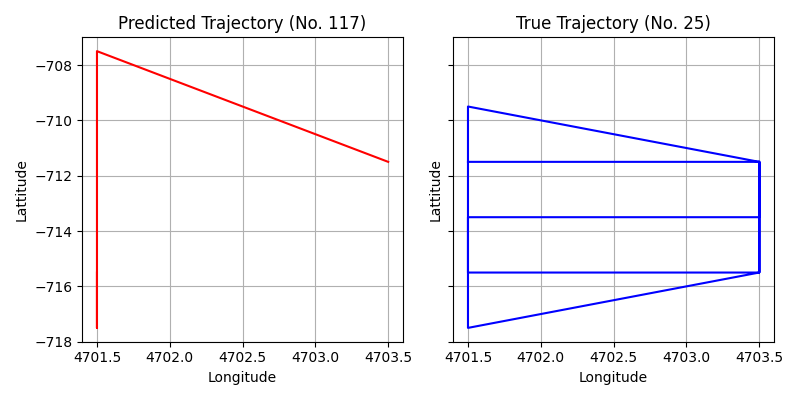 Predicted Trajectory (No. 117)
Lattitude
−708
−710
−712
−714
−716
−718
4701.5 4702.0 4702.5 4703.0 4703.5
Longitude
True Trajectory (No. 25)
Lattitude
4701.5 4702.0 4702.5 4703.0 4703.5
Longitude